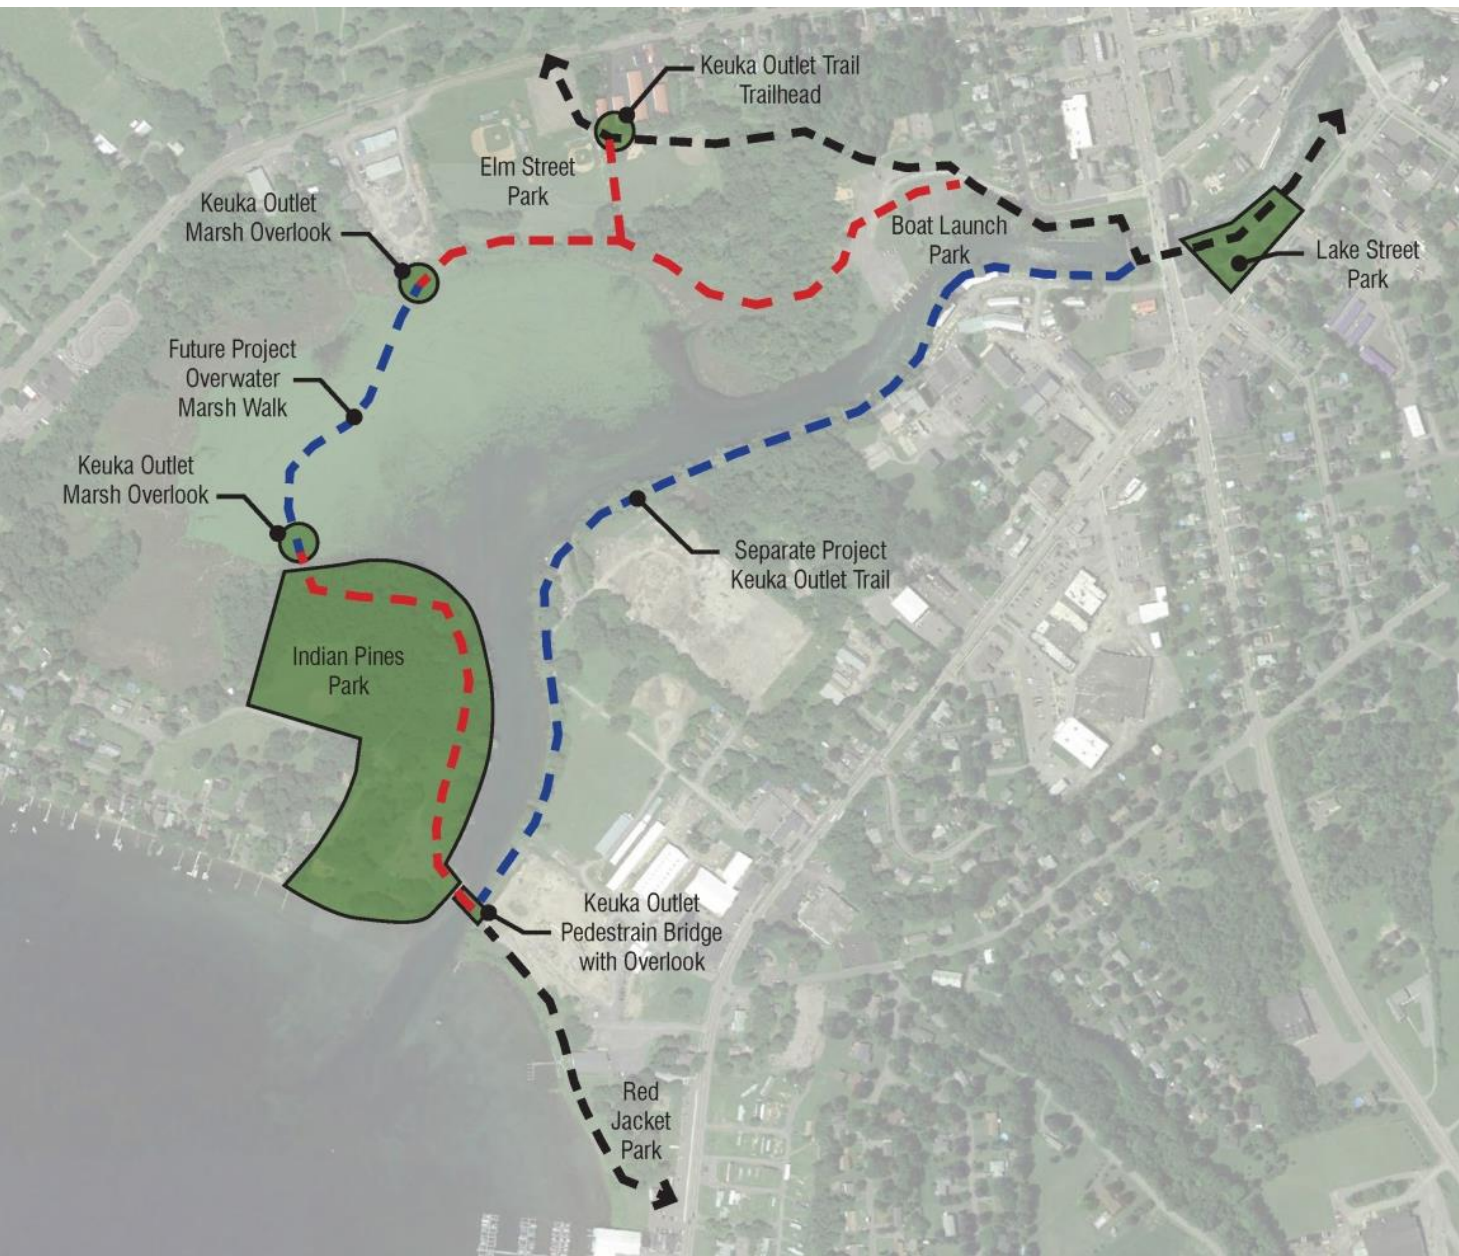 Keuka Outlet Trail
Trailhead
Elm Street
Park
Keuka Outlet
Marsh Overlook
Boat Launch
Park
Lake Street
Park
Future Project
Overwater
Marsh Walk
Keuka Outlet
Marsh Overlook
Separate Project
Keuka Outlet Trail
Indian Pines
Park
Keuka Outlet
Pedestrain Bridge
with Overlook
Red
Jacket
Park